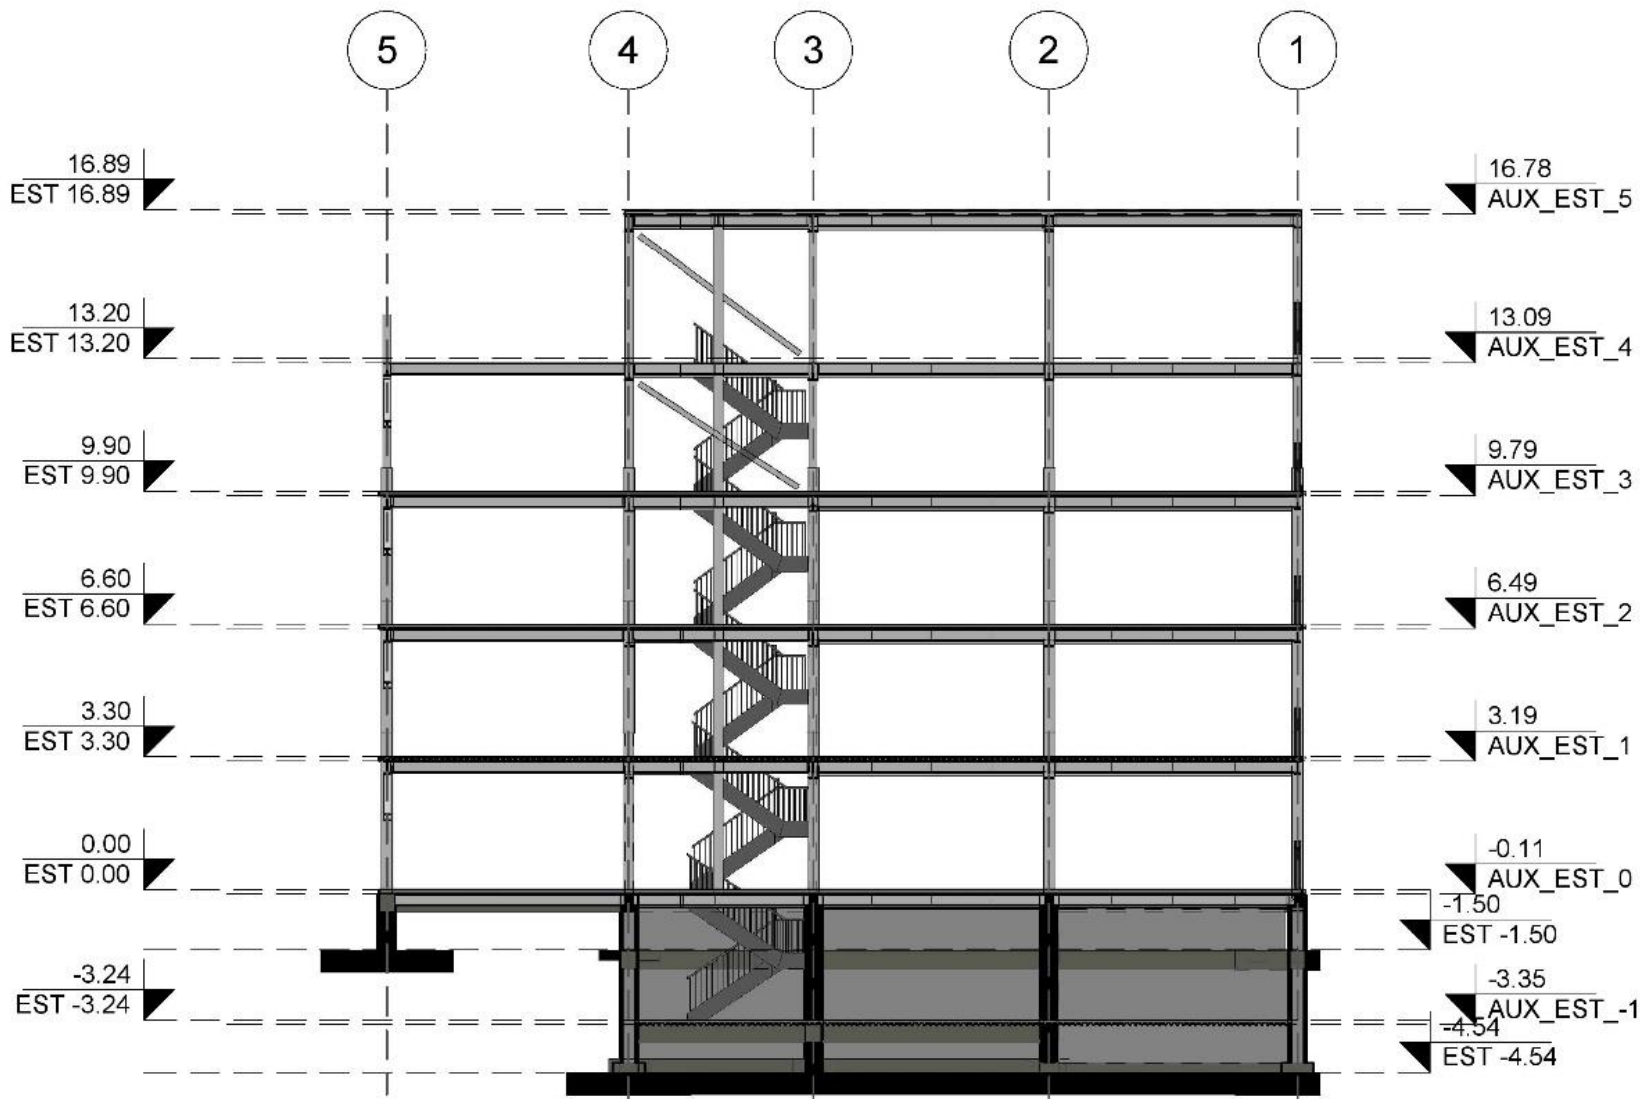 5 4 3 2 1
16.89
EST 16.89
16.78
AUX_EST_5
13.20
EST 13.20
13.09
AUX_EST_4
9.90
EST 9.90
9.79
AUX_EST_3
6.60
EST 6.60
6.49
AUX_EST_2
3.30
EST 3.30
3.19
AUX_EST_1
0.00
EST 0.00
-0.11
AUX_EST_0
-1.50
EST -1.50
-3.24
EST -3.24
-3.35
AUX_EST_-1
-4.54
EST -4.54